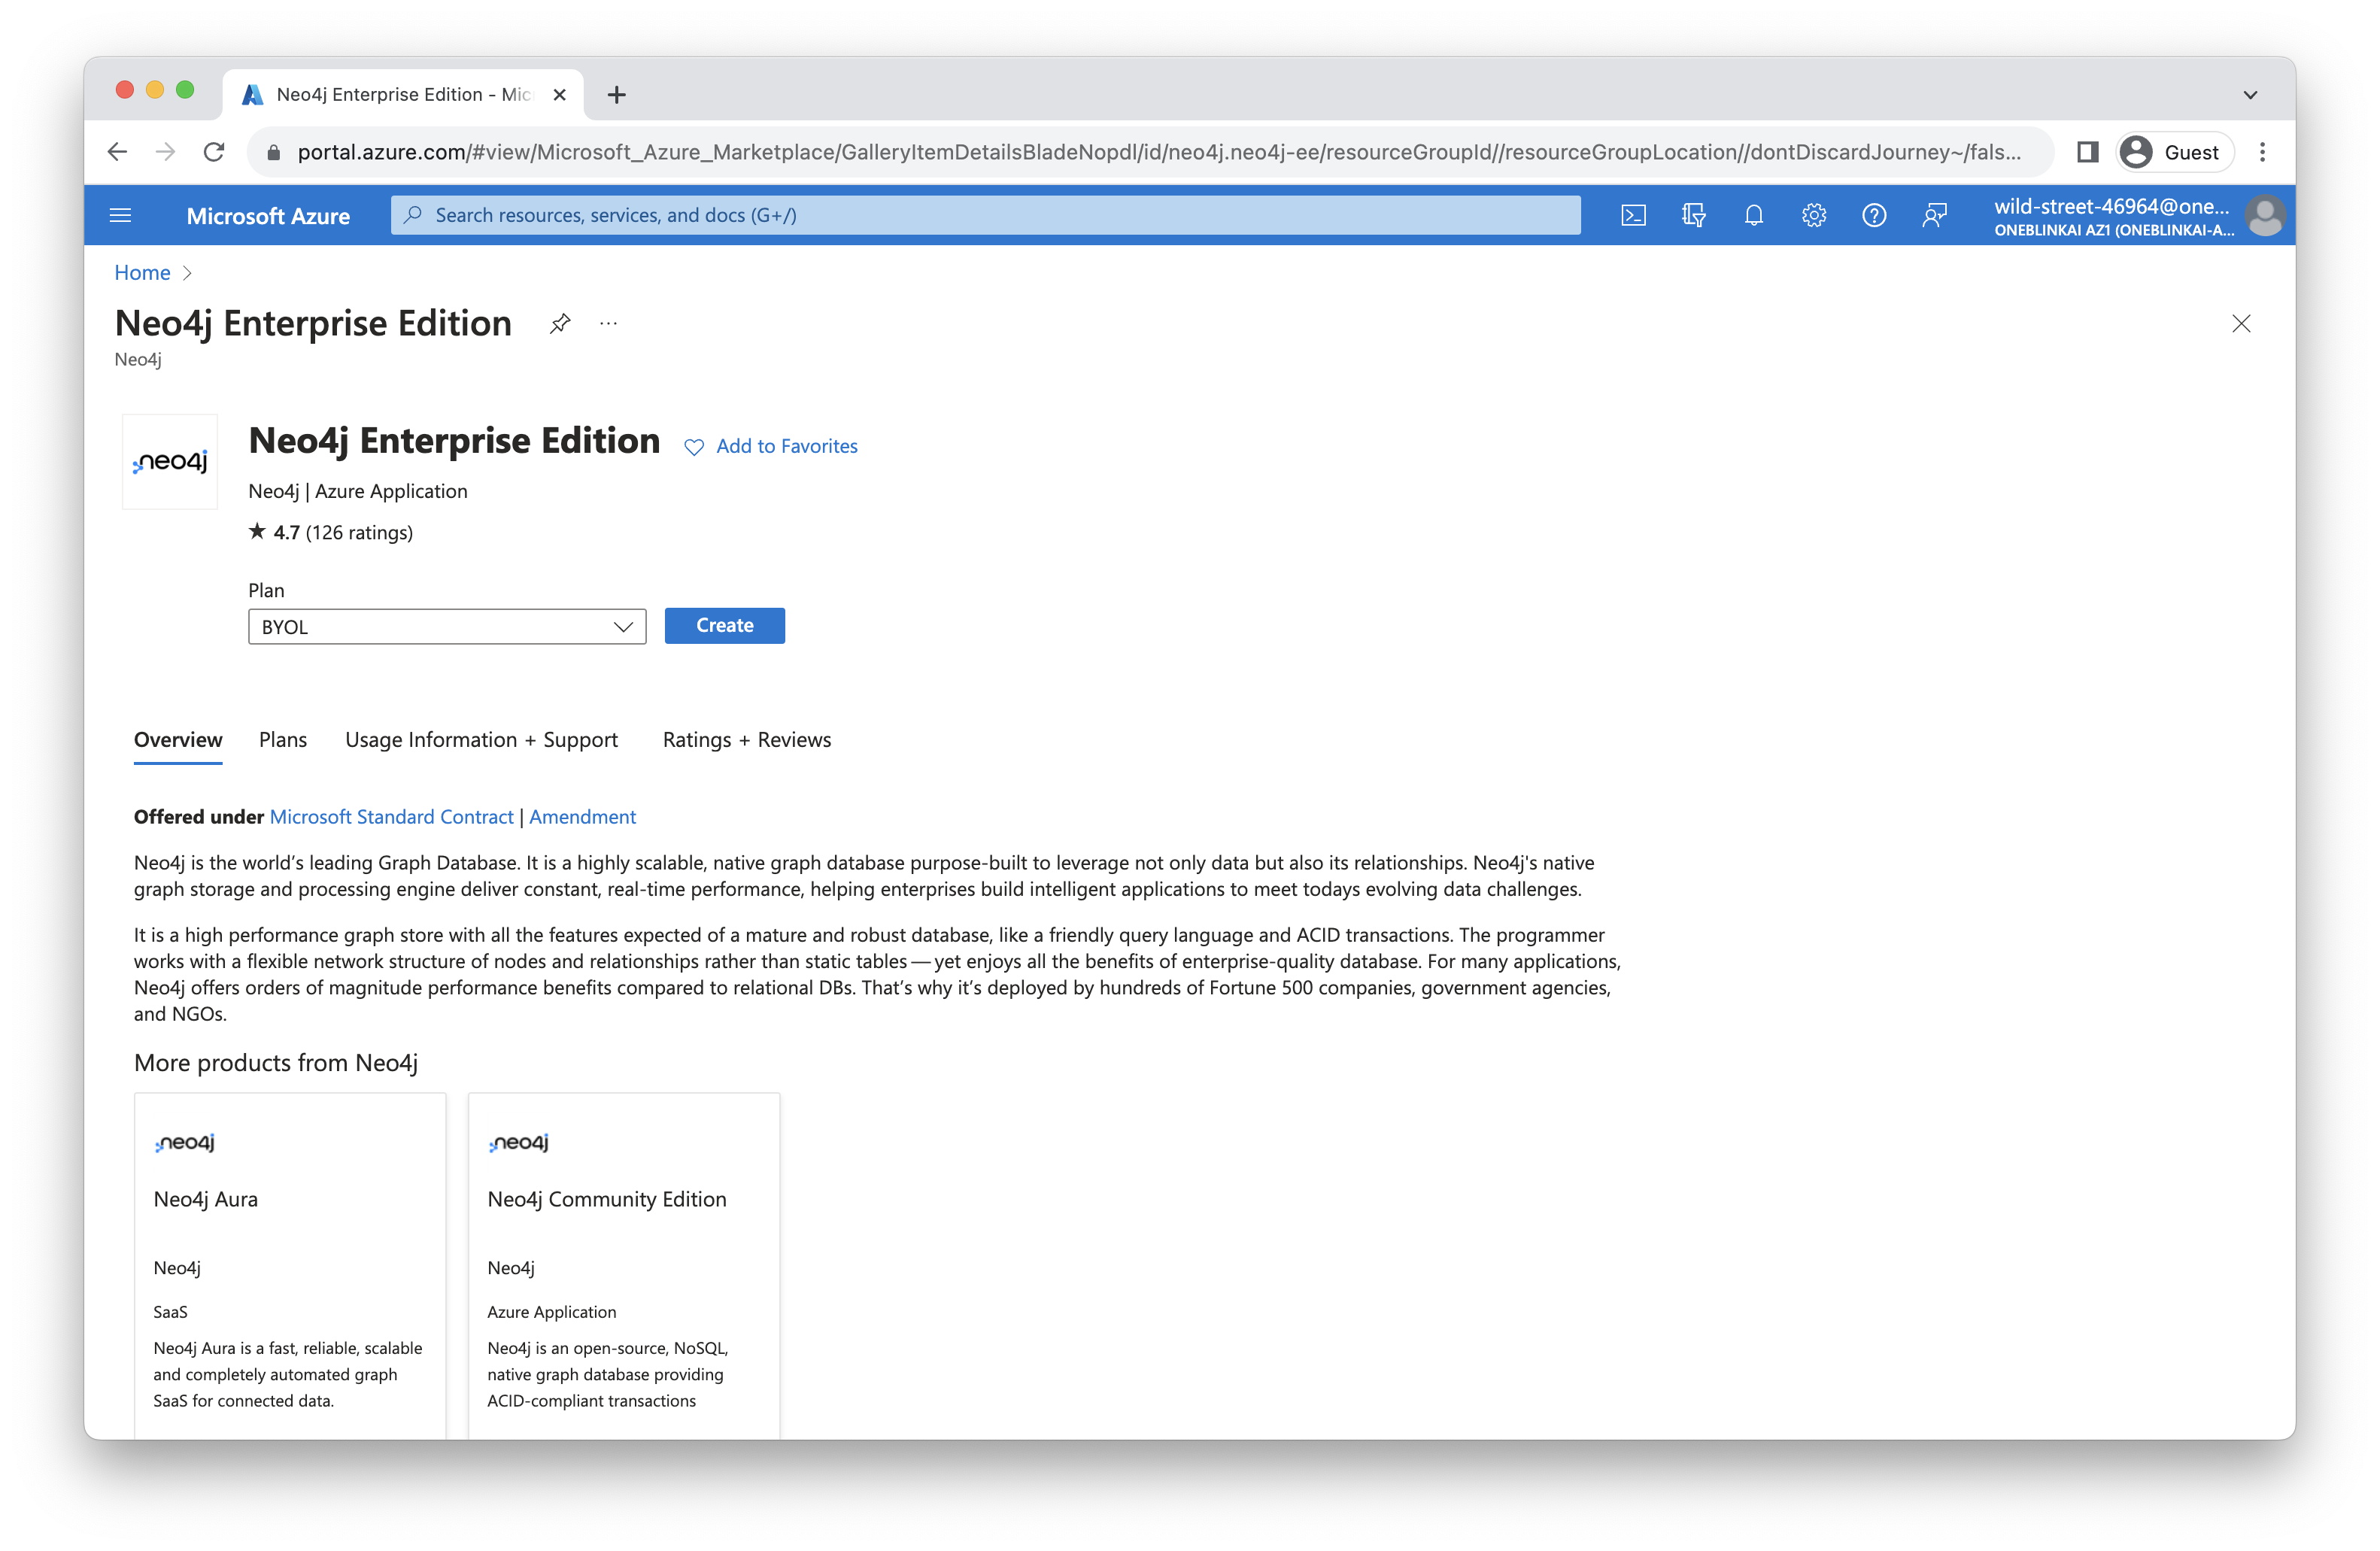 Neo4j Enterprise Edition - Mic
portal.azure.com/#view/Microsoft_Azure_Marketplace/GalleryItemDetailsBladeNopdl/id/neo4j.neo4j-ee/resourceGroupId//resourceGroupLocation//dontDiscardJourney~/fals...
Guest
Microsoft Azure
Search resources, services, and docs (G+/)
wild-street-46964@one...
ONEBLINKAI AZ1 (ONEBLINKAI-A...
Home
Neo4j Enterprise Edition
Neo4j
neo4j
Neo4j Enterprise Edition
Add to Favorites
Neo4j | Azure Application
★ 4.7 (126 ratings)
Plan
BYOL
Create
Overview
Plans
Usage Information + Support
Ratings + Reviews
Offered under Microsoft Standard Contract | Amendment
Neo4j is the world’s leading Graph Database. It is a highly scalable, native graph database purpose-built to leverage not only data but also its relationships. Neo4j's native
graph storage and processing engine deliver constant, real-time performance, helping enterprises build intelligent applications to meet todays evolving data challenges.
It is a high performance graph store with all the features expected of a mature and robust database, like a friendly query language and ACID transactions. The programmer
works with a flexible network structure of nodes and relationships rather than static tables — yet enjoys all the benefits of enterprise-quality database. For many applications,
Neo4j offers orders of magnitude performance benefits compared to relational DBs. That’s why it’s deployed by hundreds of Fortune 500 companies, government agencies,
and NGOs.
More products from Neo4j
neo4j
Neo4j Aura
Neo4j
SaaS
Neo4j Aura is a fast, reliable, scalable
and completely automated graph
SaaS for connected data.
neo4j
Neo4j Community Edition
Neo4j
Azure Application
Neo4j is an open-source, NoSQL,
native graph database providing
ACID-compliant transactions